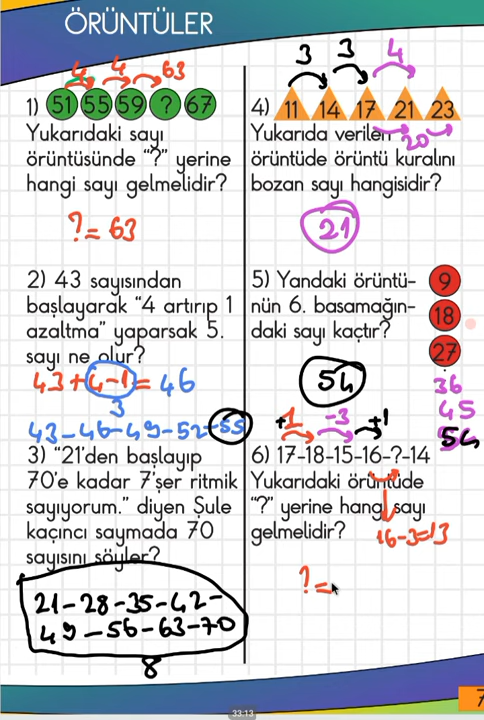 ÖRÜNTÜLER
4 4 63
1) 51 55 59 ? 67
Yukarıdaki sayı
örüntüsünde "?" yerine
hangi sayı gelmelidir?
?= 63
2) 43 sayısından
başlayarak "4 artırıp 1
azaltma" yaparsak 5.
sayı ne olur?
43+4-1= 46
3
43-46-49-52-55
3) "21'den başlayıp
70'e kadar 7'şer ritmik
sayıyorum." diyen Şule
kaçıncı saymada 70
sayısını söyler?
21-28-35-42-
49-56-63-70
8
3 3 4
4) 11 14 17 21 23
Yukarıda verilen
20
örüntüde örüntü kuralını
bozan sayı hangisidir?
21
5) Yandaki örüntü-
nün 6. basamağın-
daki sayı kaçtır?
9
18
27
36
45
54
54
+1 -3 +1
6) 17-18-15-16-?-14
Yukarıdaki örüntüde
"?" yerine hangi sayı
gelmelidir?
16-3=13
?=
7
33:13